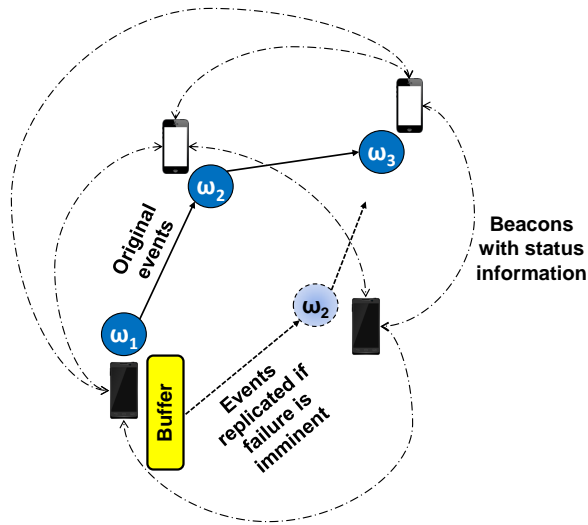 ω3
ω2
Original
events
Beacons
with status
information
ω2
ω1
Buffer
Events
replicated if
failure is
imminent